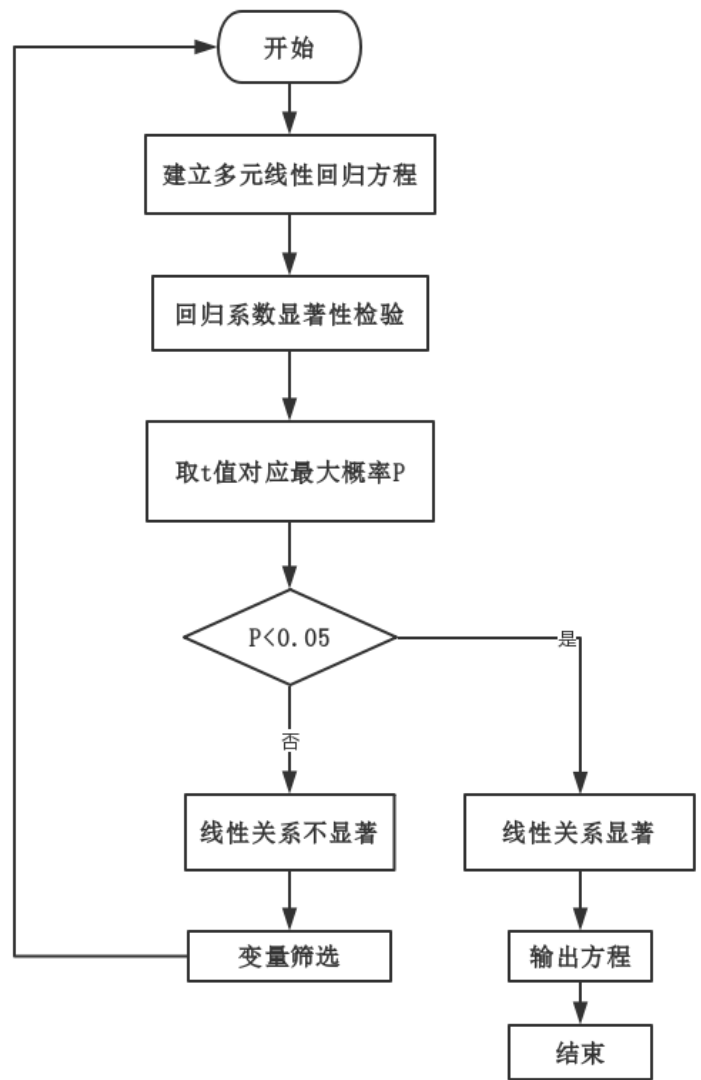 开始
建立多元线性回归方程
回归系数显著性检验
取t值对应最大概率P
P<0.05
是
否
线性关系不显著
线性关系显著
变量筛选
输出方程
结束